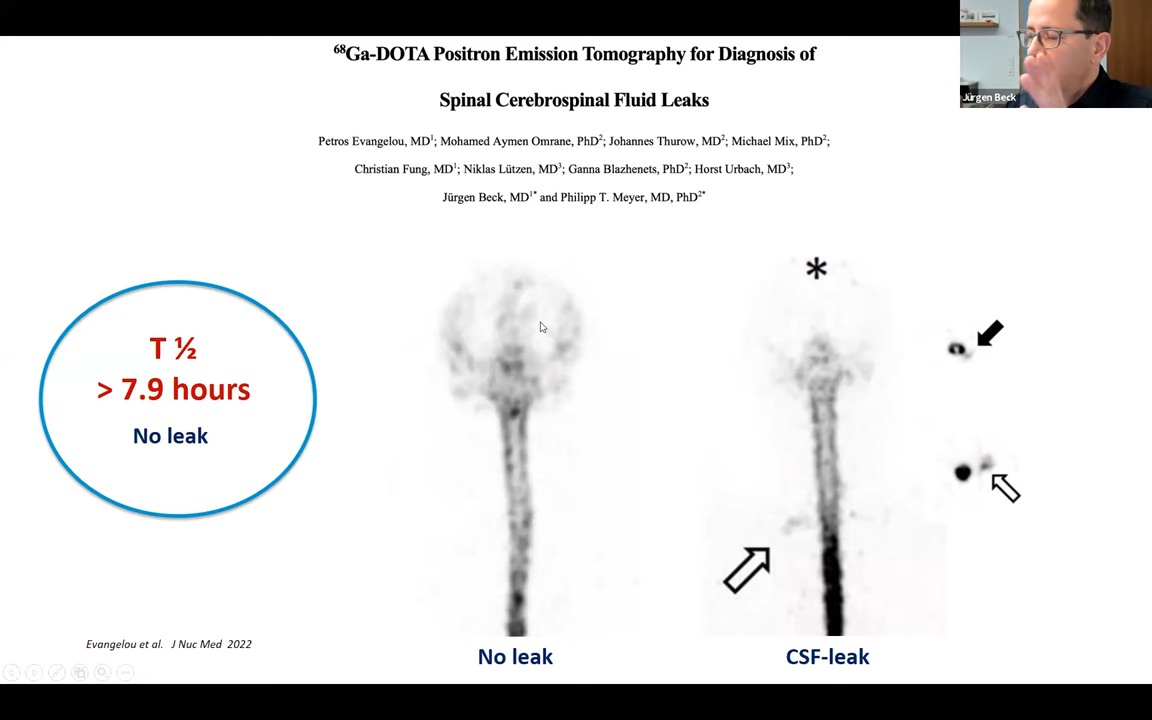 ⁶⁸Ga-DOTA Positron Emission Tomography for Diagnosis of
Spinal Cerebrospinal Fluid Leaks
Petros Evangelou, MD¹; Mohamed Aymen Omrane, PhD²; Johannes Thurow, MD²; Michael Mix, PhD²;
Christian Fung, MD¹; Niklas Lützen, MD³; Ganna Blazhenets, PhD²; Horst Urbach, MD³;
Jürgen Beck, MD¹* and Philipp T. Meyer, MD, PhD²*
Jürgen Beck
*
T ½
> 7.9 hours
No leak
Evangelou et al. J Nuc Med 2022
No leak
CSF-leak